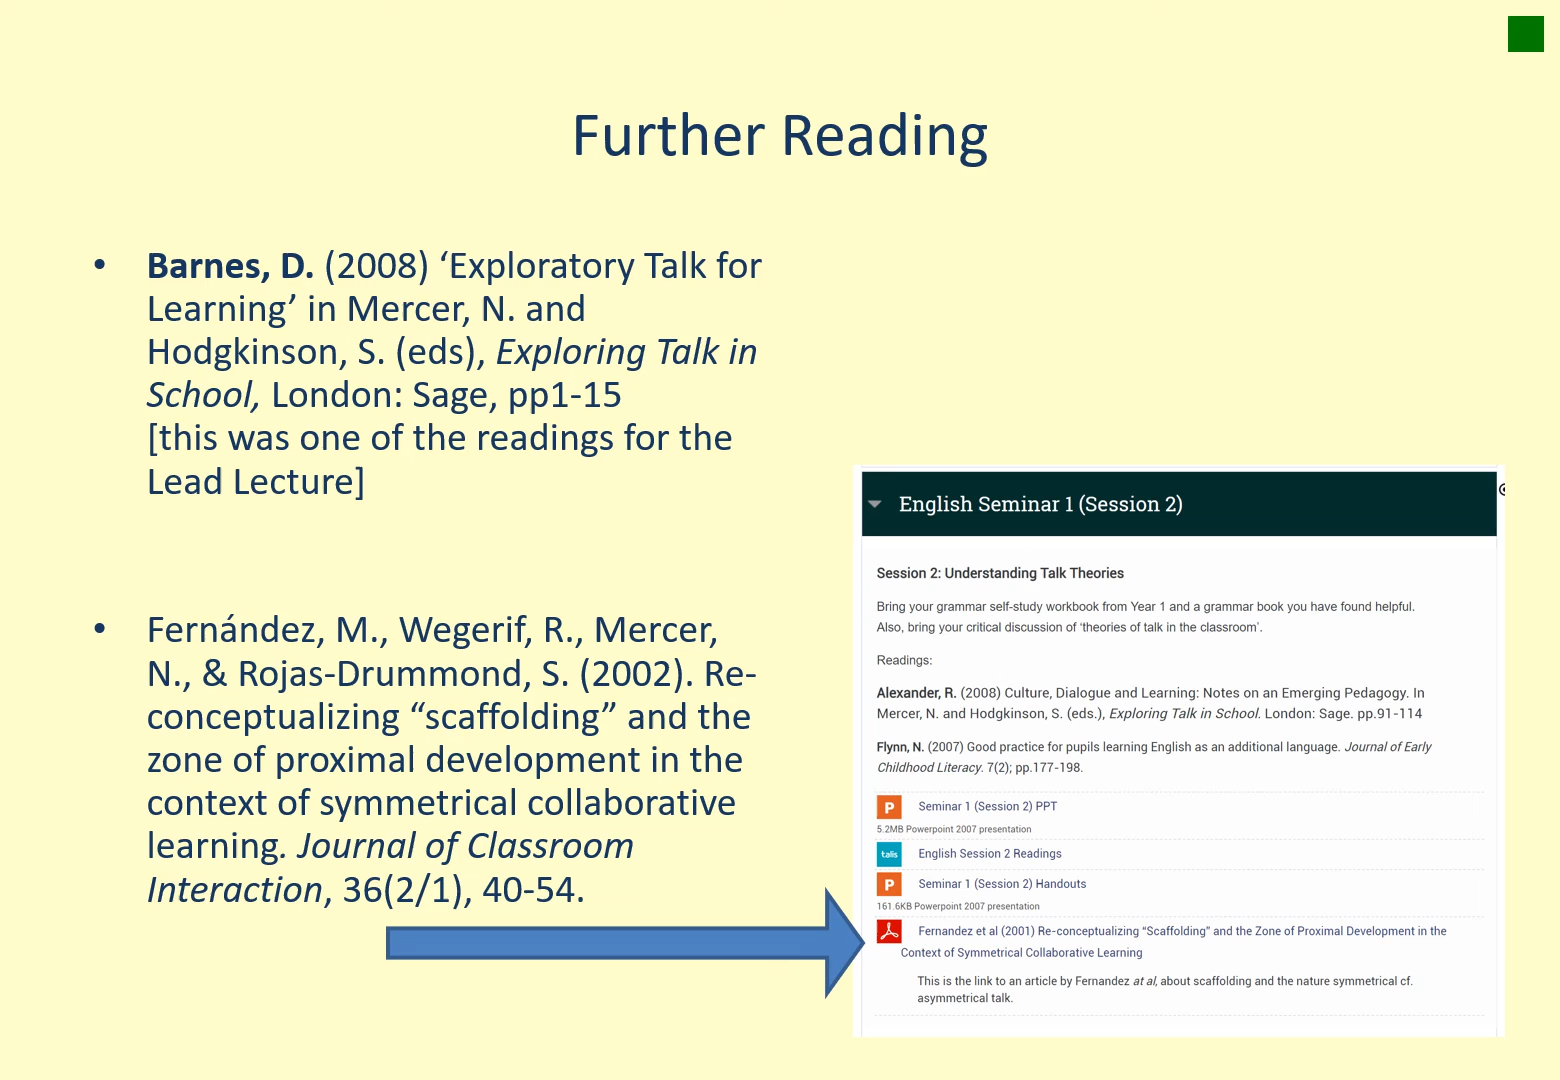 Further Reading
• Barnes, D. (2008) ‘Exploratory Talk for
Learning’ in Mercer, N. and
Hodgkinson, S. (eds), Exploring Talk in
School, London: Sage, pp1-15
[this was one of the readings for the
Lead Lecture]
• Fernández, M., Wegerif, R., Mercer,
N., & Rojas-Drummond, S. (2002). Re-
conceptualizing “scaffolding” and the
zone of proximal development in the
context of symmetrical collaborative
learning. Journal of Classroom
Interaction, 36(2/1), 40-54.
English Seminar 1 (Session 2)
Session 2: Understanding Talk Theories
Bring your grammar self-study workbook from Year 1 and a grammar book you have found helpful.
Also, bring your critical discussion of ‘theories of talk in the classroom’.
Readings:
Alexander, R. (2008) Culture, Dialogue and Learning: Notes on an Emerging Pedagogy. In
Mercer, N. and Hodgkinson, S. (eds.), Exploring Talk in School. London: Sage. pp.91-114
Flynn, N. (2007) Good practice for pupils learning English as an additional language. Journal of Early
Childhood Literacy. 7(2); pp.177-198.
P Seminar 1 (Session 2) PPT
5.2MB Powerpoint 2007 presentation
talis English Session 2 Readings
P Seminar 1 (Session 2) Handouts
161.6KB Powerpoint 2007 presentation
Fernandez et al (2001) Re-conceptualizing “Scaffolding” and the Zone of Proximal Development in the
Context of Symmetrical Collaborative Learning
This is the link to an article by Fernandez at al, about scaffolding and the nature symmetrical cf.
asymmetrical talk.